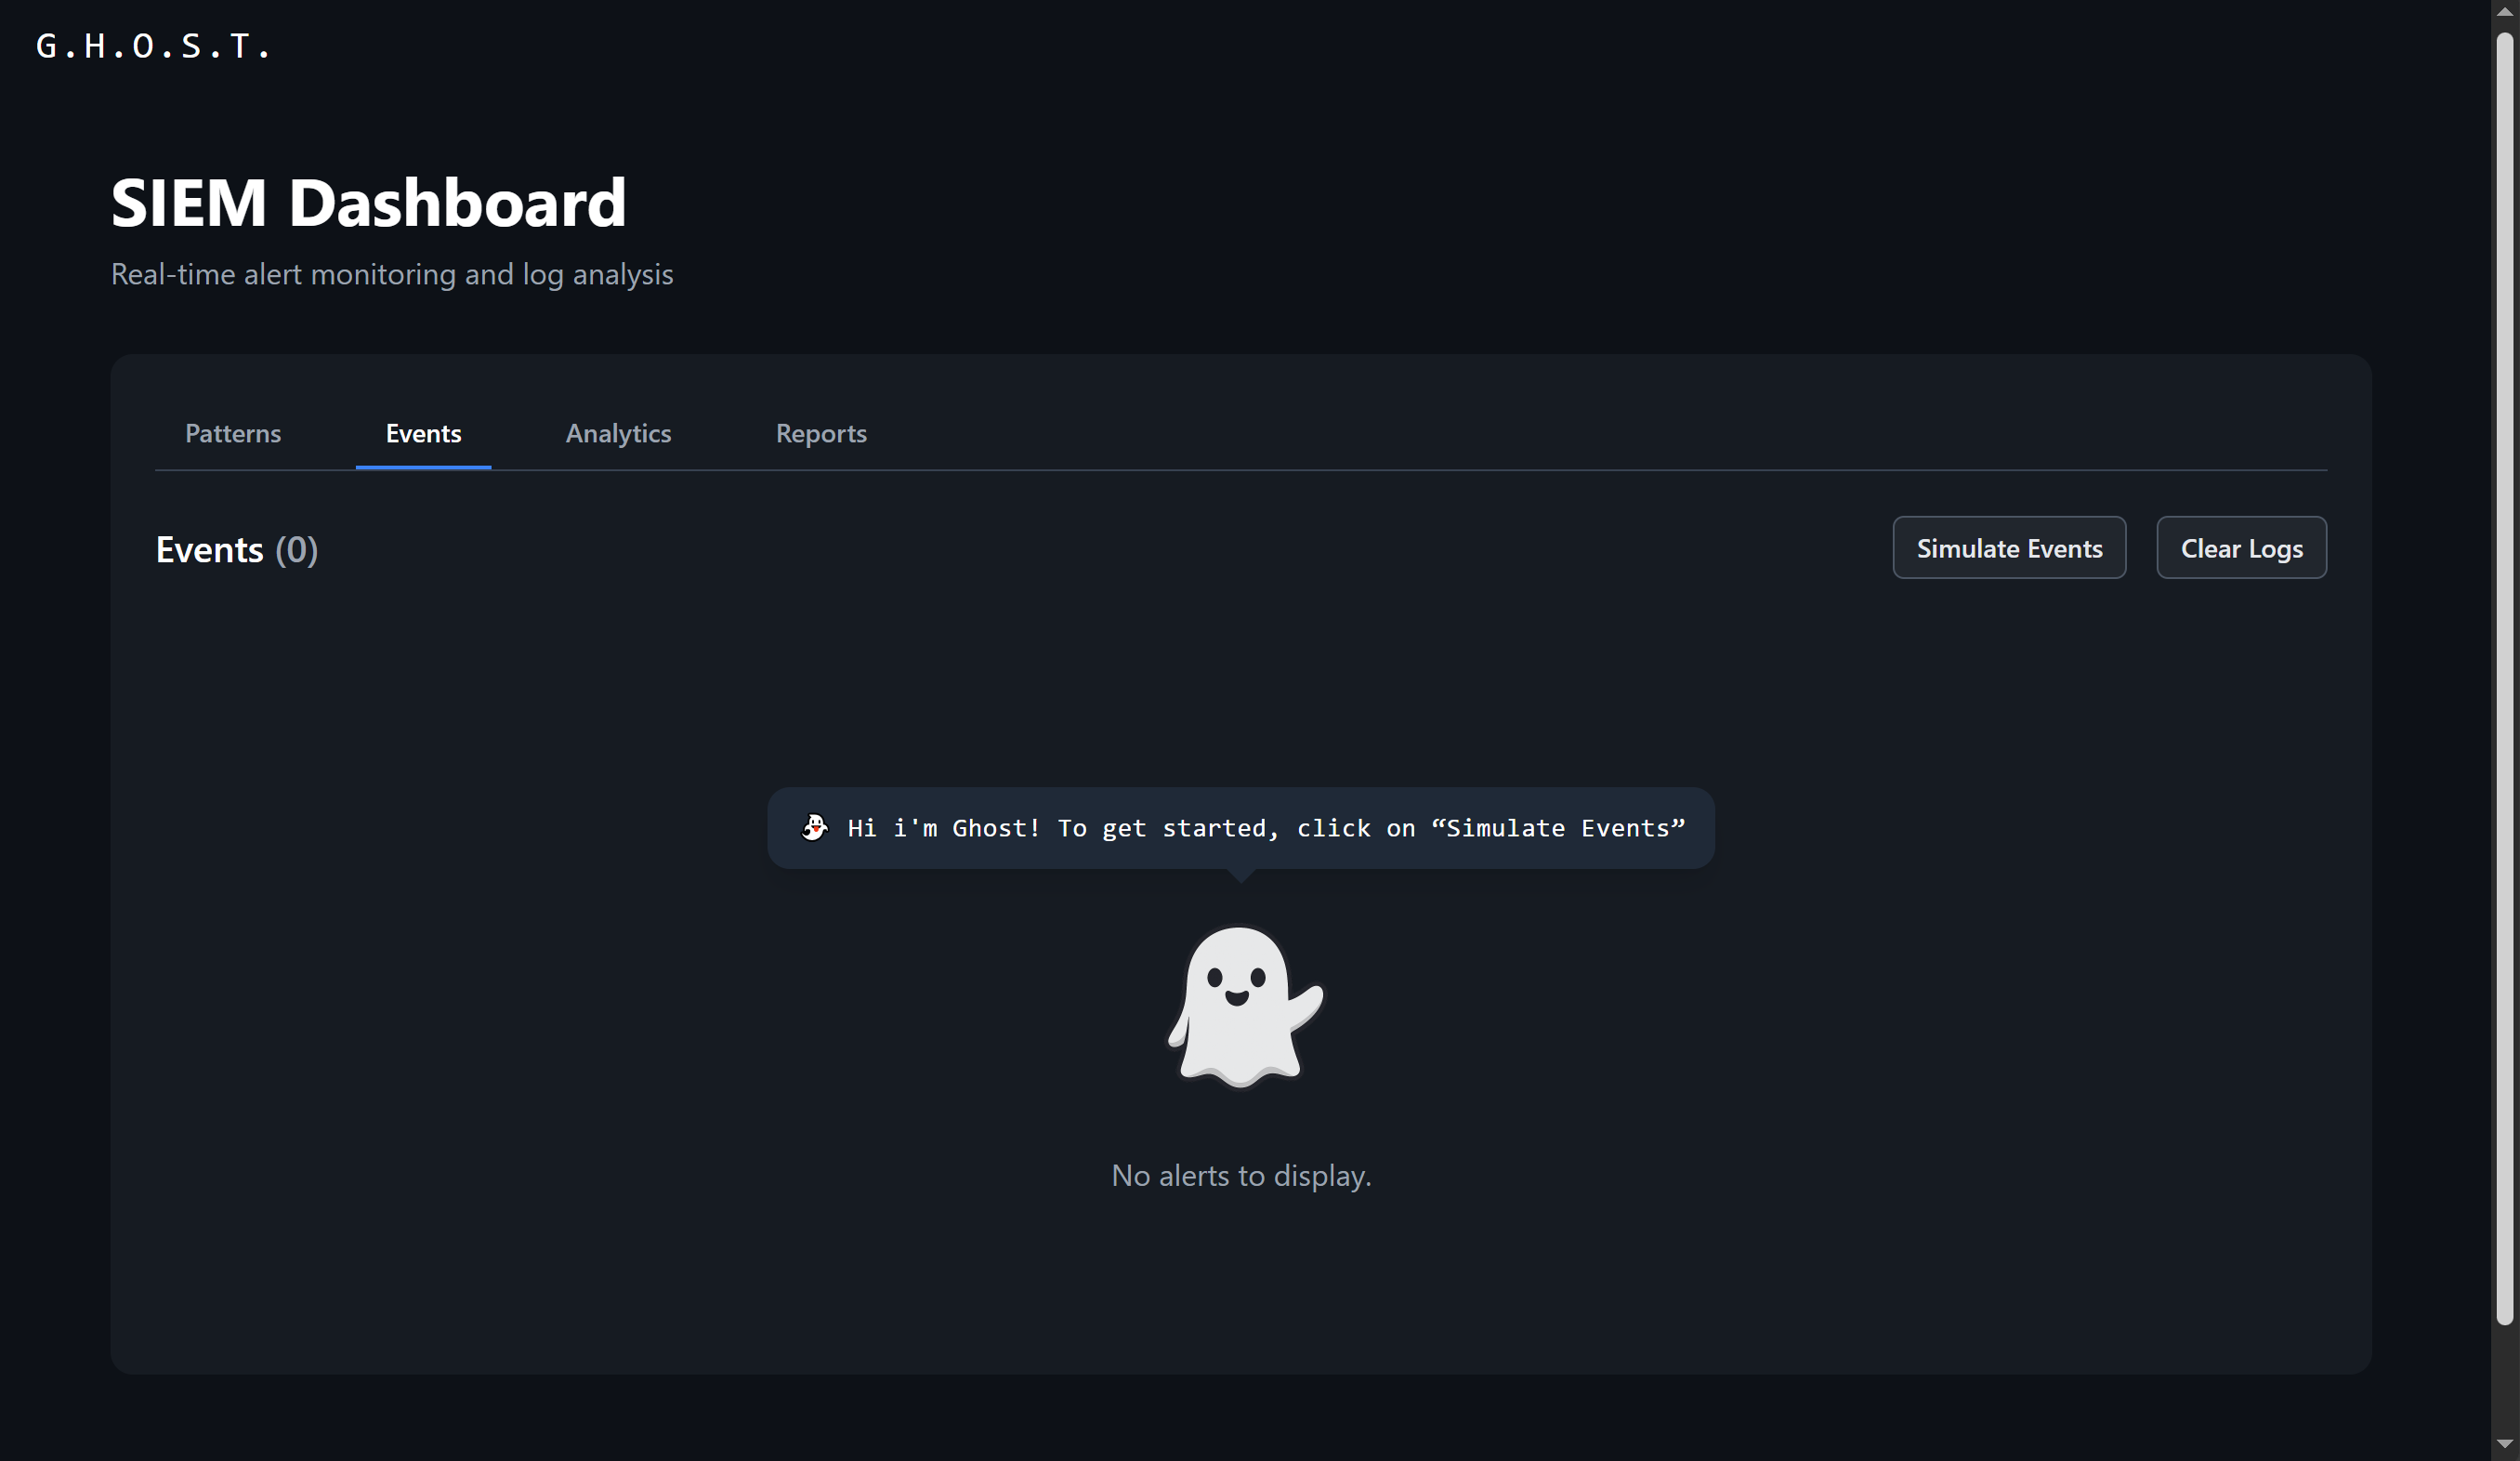 G.H.O.S.T.
SIEM Dashboard
Real-time alert monitoring and log analysis
Patterns Events Analytics Reports
Events (0) Simulate Events Clear Logs
👻 Hi i'm Ghost! To get started, click on “Simulate Events”
No alerts to display.